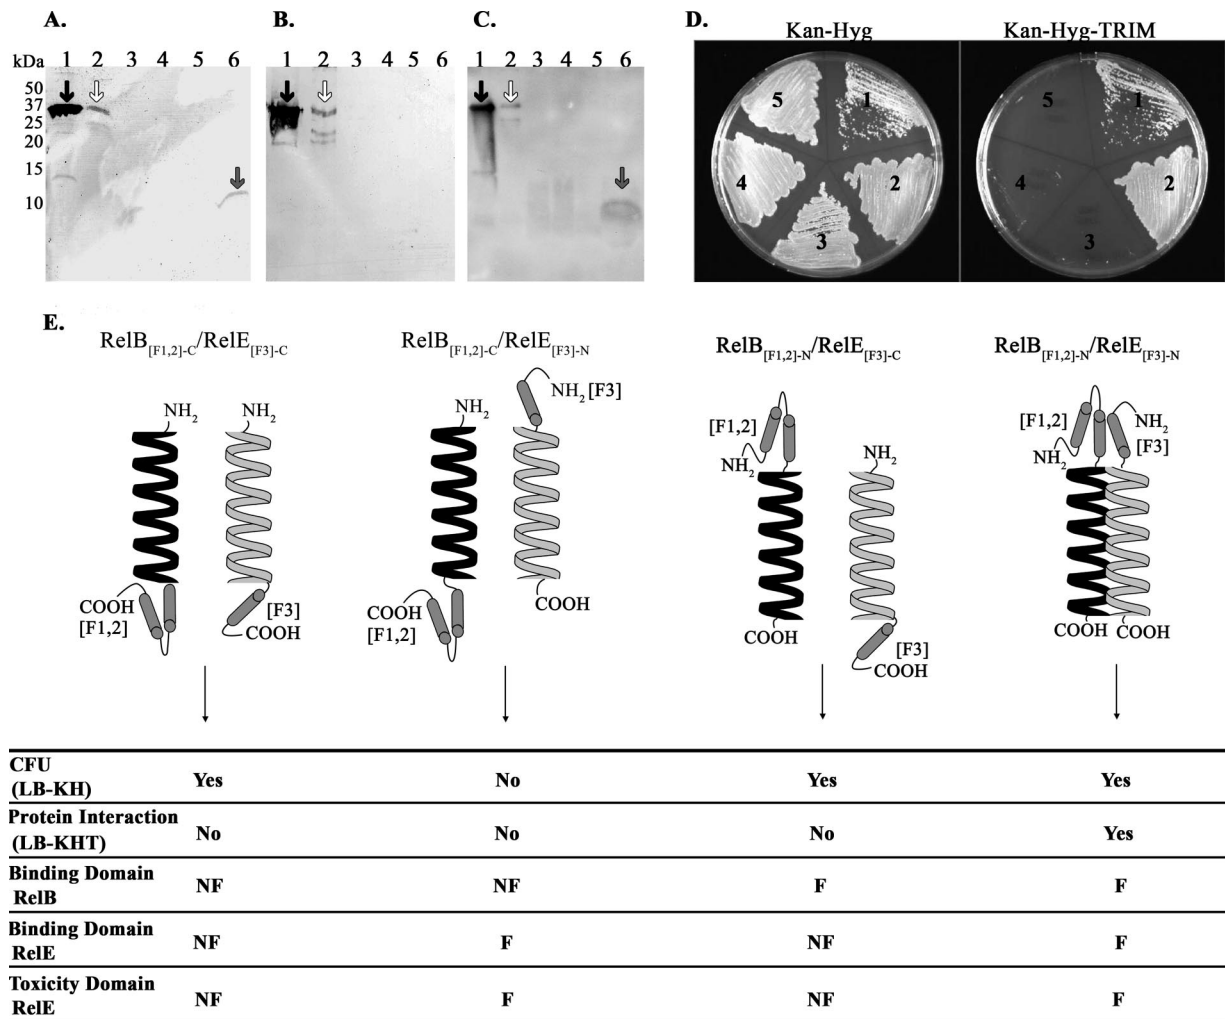 A. B. C. D.
Kan-Hyg Kan-Hyg-TRIM
kDa 1 2 3 4 5 6 1 2 3 4 5 6 1 2 3 4 5 6
50
37
25
20
15
10
5 1 4 2 3
5 1 4 2 3
E.
RelB[F1,2]-C/RelE[F3]-C RelB[F1,2]-C/RelE[F3]-N RelB[F1,2]-N/RelE[F3]-C RelB[F1,2]-N/RelE[F3]-N
NH2 NH2
COOH [F1,2]
[F3] COOH
NH2 NH2 [F3]
COOH [F1,2]
COOH
[F1,2] NH2
NH2
COOH
[F3] COOH
[F1,2] NH2
NH2 [F3]
COOH COOH
CFU (LB-KH) Yes No Yes Yes
Protein Interaction (LB-KHT) No No No Yes
Binding Domain RelB NF NF F F
Binding Domain RelE NF F NF F
Toxicity Domain RelE NF F NF F